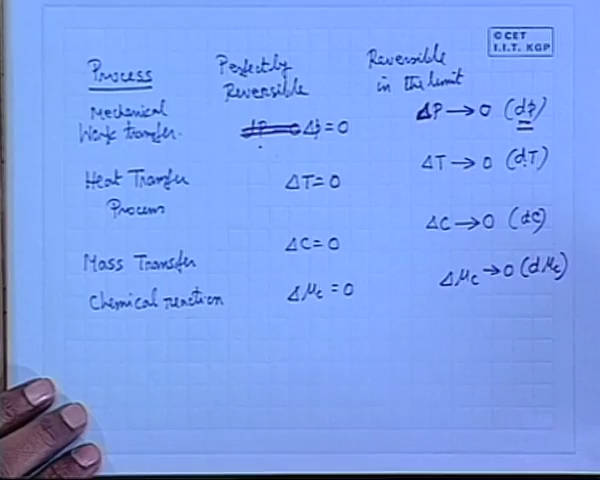 © CET
I.I.T. KGP
Process
Perfectly
Reversible
Reversible
in the limit
Mechanical
Work transfer.
Δp = 0
ΔP → 0 (dp)
Heat Transfer
Process
ΔT = 0
ΔT → 0 (dT)
Mass Transfer
ΔC = 0
ΔC → 0 (dC)
Chemical reaction
Δμc = 0
Δμc → 0 (dμc)